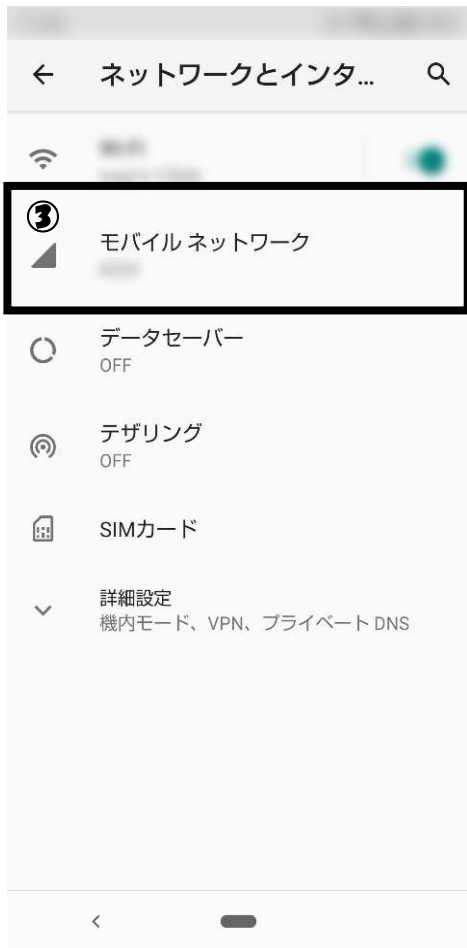 ネットワークとインタ...
Wi-Fi
③
モバイル ネットワーク
データセーバー
OFF
テザリング
OFF
SIMカード
詳細設定
機内モード、VPN、プライベート DNS